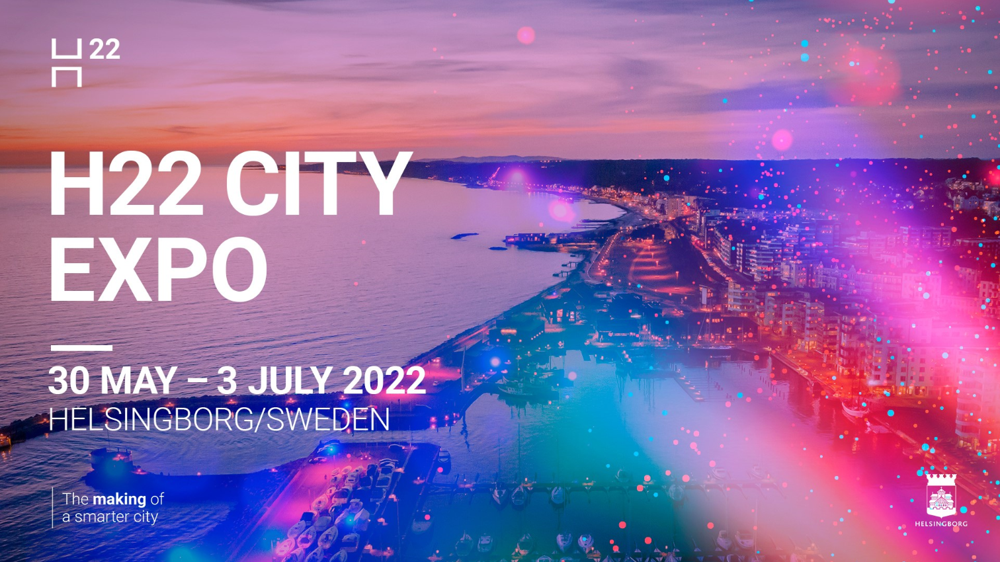 H22
H22 CITY
EXPO
30 MAY – 3 JULY 2022
HELSINGBORG/SWEDEN
The making of
a smarter city
HELSINGBORG